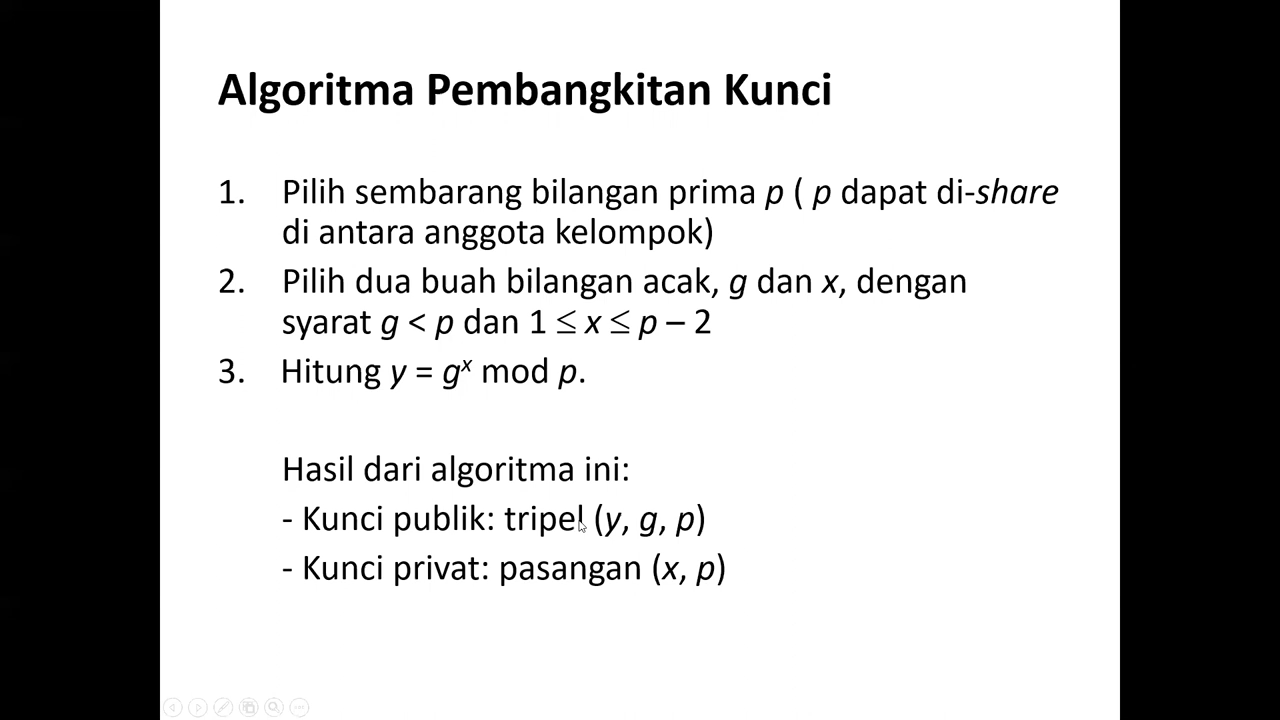 Algoritma Pembangkitan Kunci
1. Pilih sembarang bilangan prima p ( p dapat di-share
di antara anggota kelompok)
2. Pilih dua buah bilangan acak, g dan x, dengan
syarat g < p dan 1 ≤ x ≤ p – 2
3. Hitung y = gˣ mod p.
Hasil dari algoritma ini:
- Kunci publik: tripel (y, g, p)
- Kunci privat: pasangan (x, p)